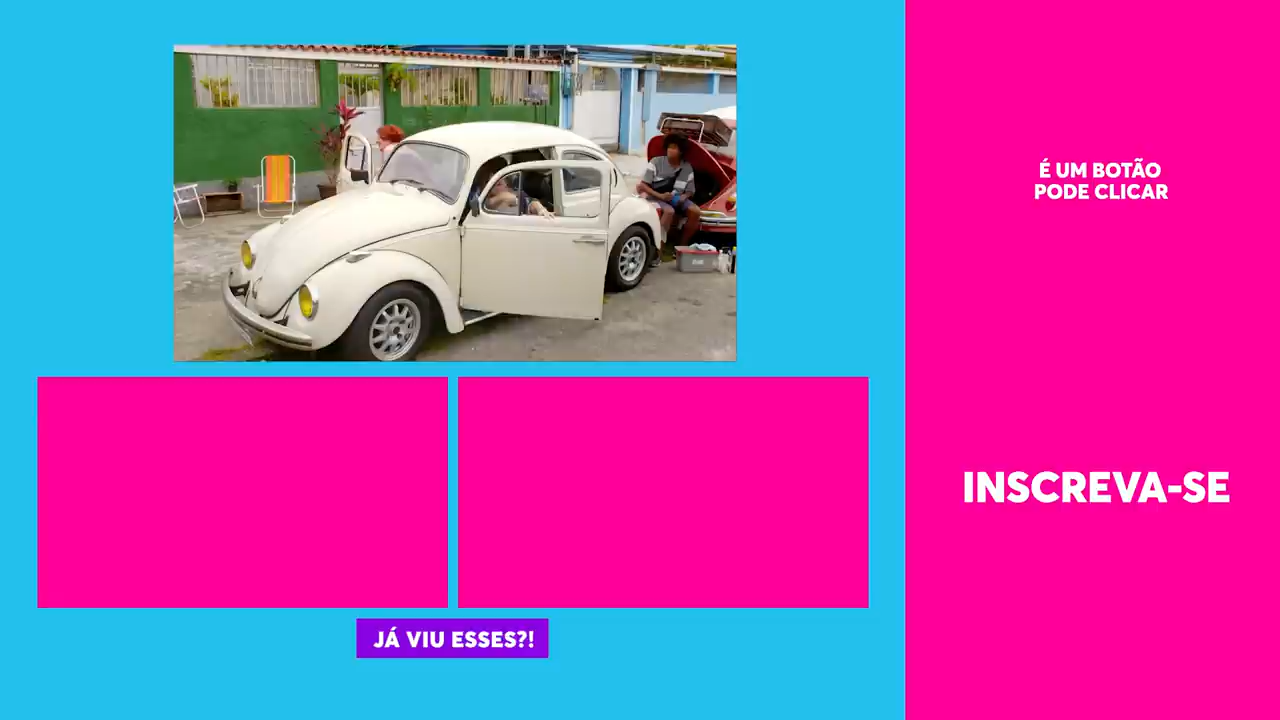 É UM BOTÃO
PODE CLICAR
INSCREVA-SE
JÁ VIU ESSES?!